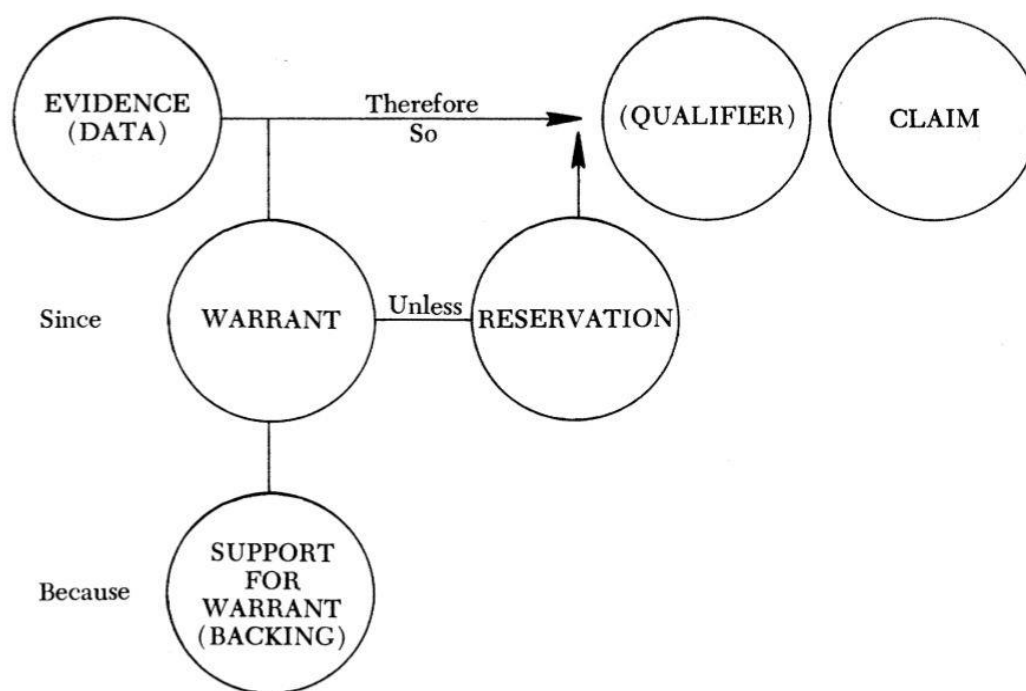 EVIDENCE
(DATA)
Therefore
So
(QUALIFIER)
CLAIM
Since
WARRANT
Unless
RESERVATION
Because
SUPPORT
FOR
WARRANT
(BACKING)